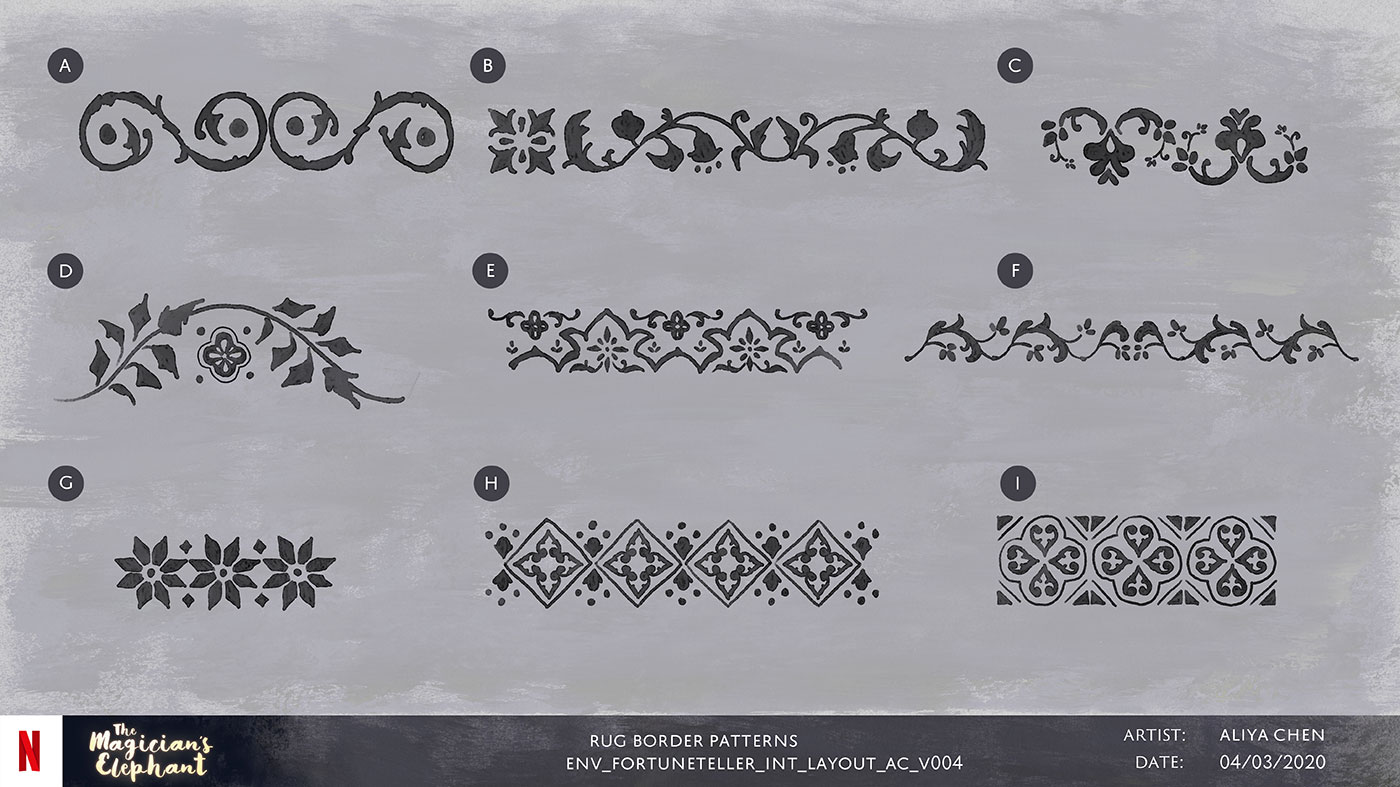 A
B
C
D
E
F
G
H
I
N
The
Magician's
Elephant
RUG BORDER PATTERNS
ENV_FORTUNETELLER_INT_LAYOUT_AC_V004
ARTIST: ALIYA CHEN
DATE: 04/03/2020